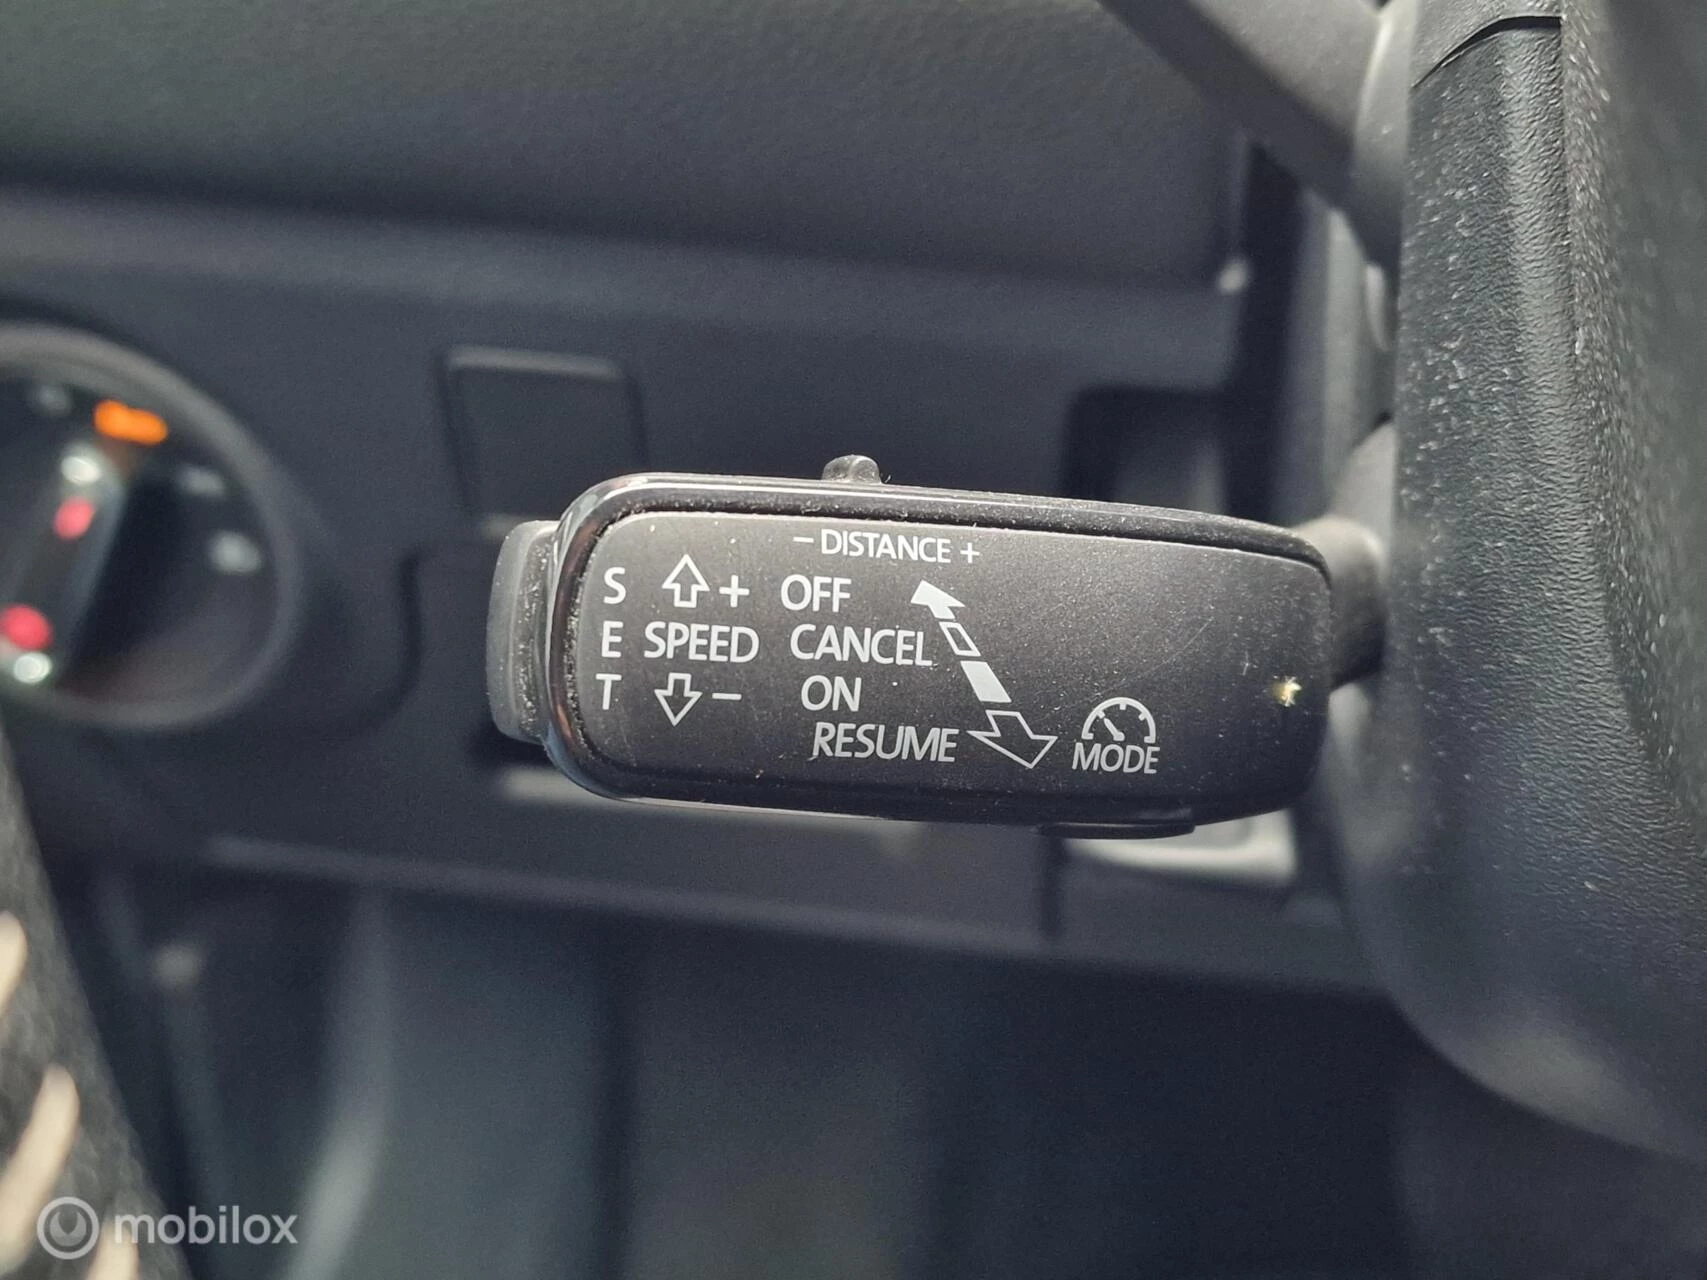 – DISTANCE +
S + OFF
E SPEED CANCEL
T – ON
RESUME
MODE
mobilox